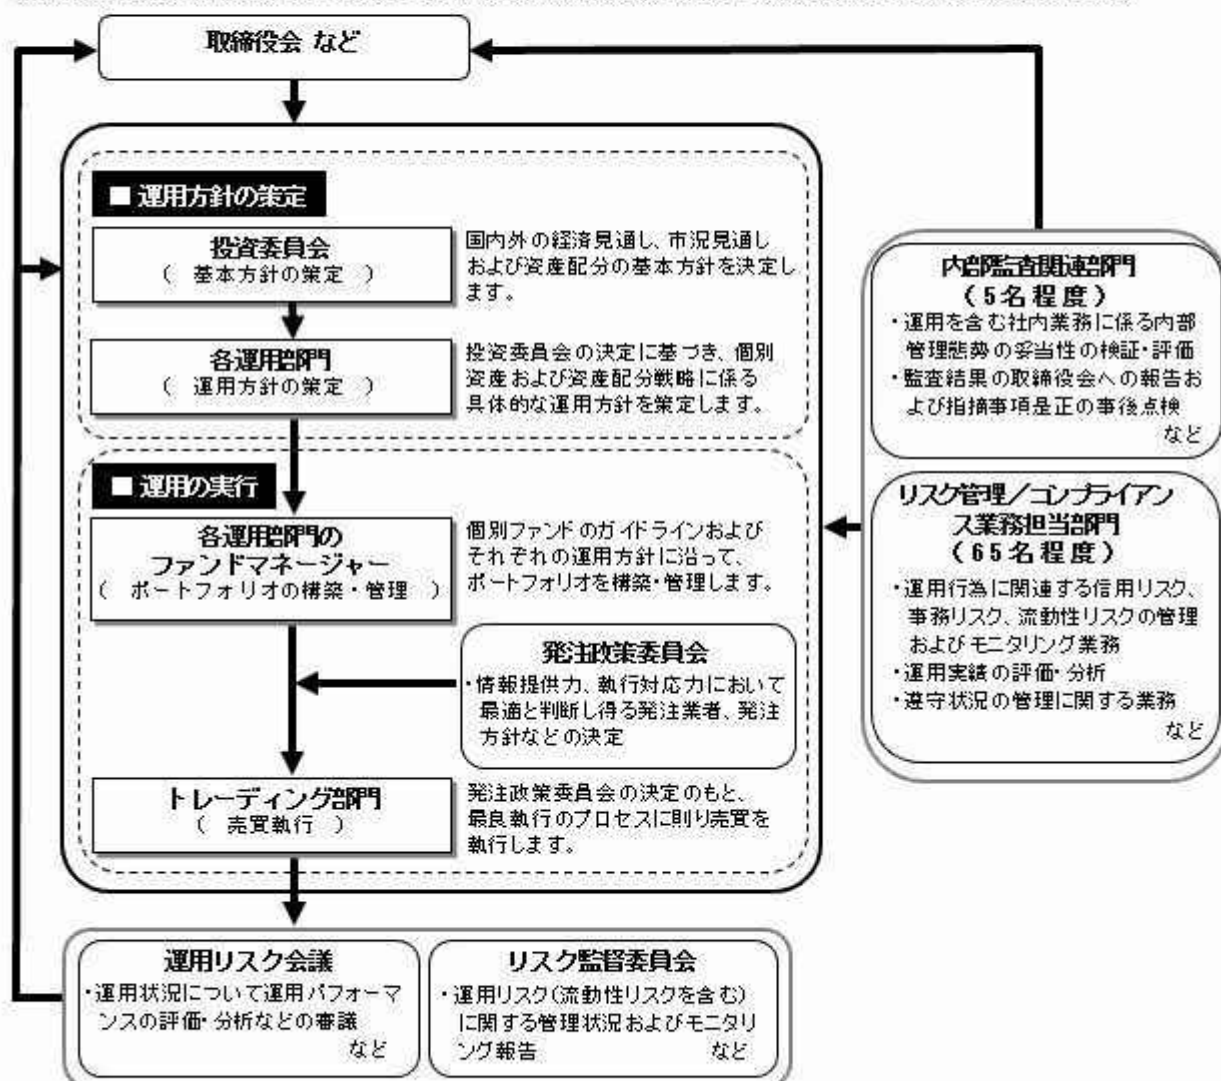 取締役会 など
■ 運用方針の策定
投資委員会
( 基本方針の策定 )
国内外の経済見通し、市況見通し
および資産配分の基本方針を決定し
ます。
各運用部門
( 運用方針の策定 )
投資委員会の決定に基づき、個別
資産および資産配分戦略に係る
具体的な運用方針を策定します。
■ 運用の実行
各運用部門の
ファンドマネージャー
( ポートフォリオの構築・管理 )
個別ファンドのガイドラインおよび
それぞれの運用方針に沿って、
ポートフォリオを構築・管理します。
発注政策委員会
・情報提供力、執行対応力において
最適と判断し得る発注業者、発注
方針などの決定
トレーディング部門
( 売買執行 )
発注政策委員会の決定のもと、
最良執行のプロセスに則り売買を
執行します。
内部監査関連部門
(5名程度)
・運用を含む社内業務に係る内部
管理態勢の妥当性の検証・評価
・監査結果の取締役会への報告お
よび指摘事項是正の事後点検
など
リスク管理/コンプライアン
ス業務担当部門
(65名程度)
・運用行為に関連する信用リスク、
事務リスク、流動性リスクの管理
およびモニタリング業務
・運用実績の評価・分析
・遵守状況の管理に関する業務
など
運用リスク会議
・運用状況について運用パフォーマ
ンスの評価・分析などの審議
など
リスク監督委員会
・運用リスク(流動性リスクを含む)
に関する管理状況およびモニタリ
ング報告 など